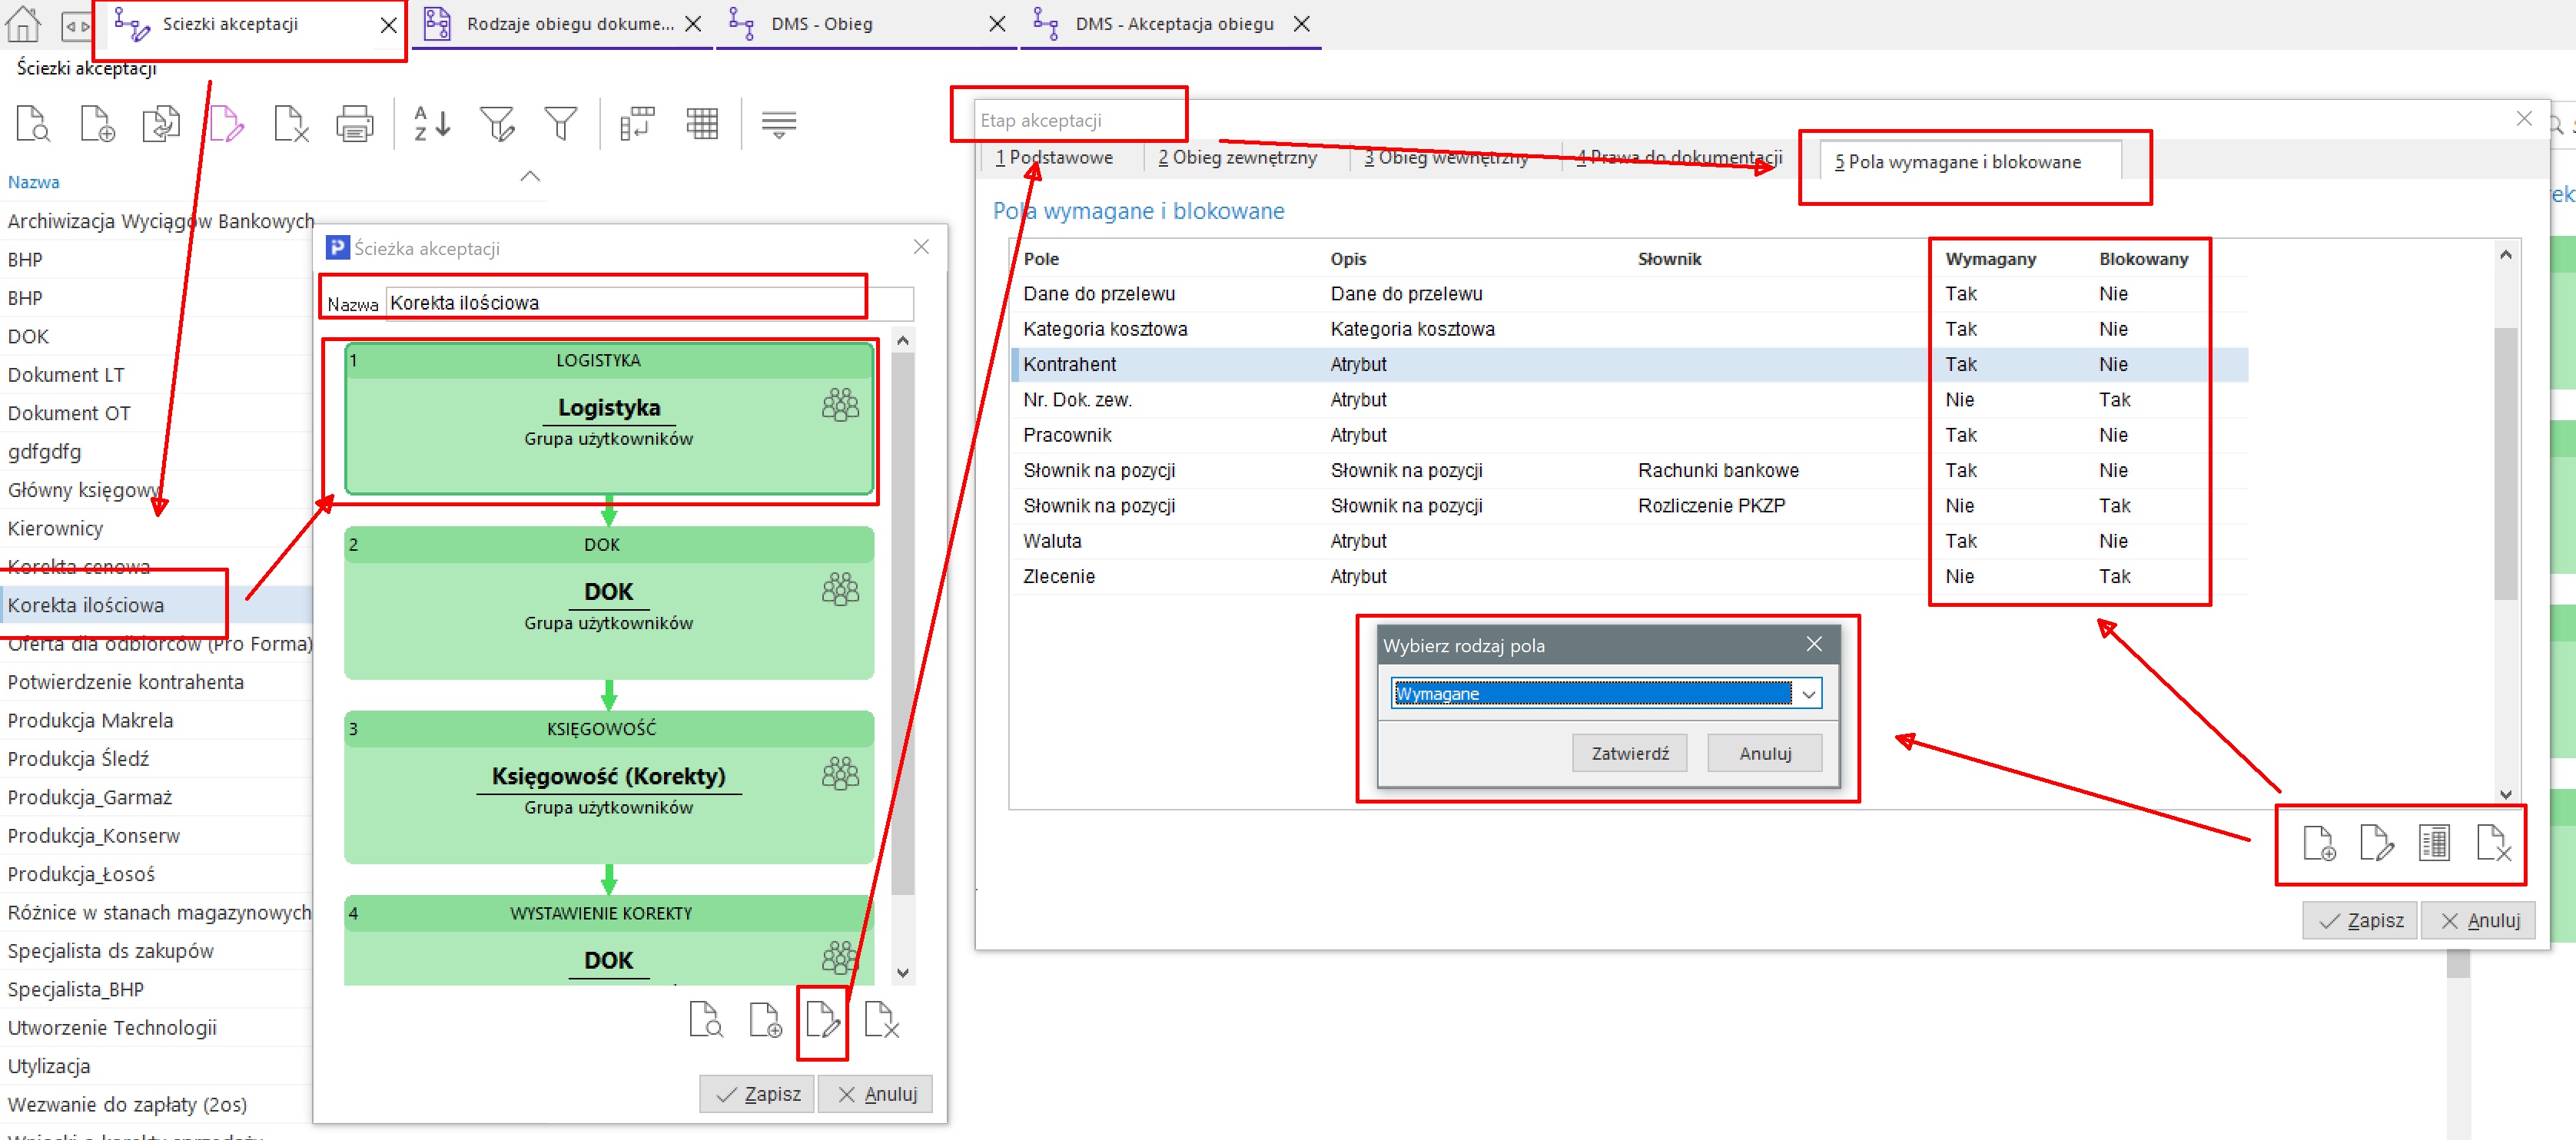 Sciezki akceptacji
Rodzaje obiegu dokume...
DMS - Obieg
DMS - Akceptacja obiegu
Ściezki akceptacji
Nazwa
Archiwizacja Wyciągów Bankowych
BHP
BHP
DOK
Dokument LT
Dokument OT
gdfgdfg
Główny księgowy
Kierownicy
Korekta cenowa
Korekta ilościowa
Oferta dla odbiorców (Pro Forma)
Potwierdzenie kontrahenta
Produkcja Makrela
Produkcja Śledź
Produkcja_Garmaż
Produkcja_Konserw
Produkcja_Łosoś
Różnice w stanach magazynowych
Specjalista ds zakupów
Specjalista_BHP
Utworzenie Technologii
Utylizacja
Wezwanie do zapłaty (2os)
Ścieżka akceptacji
Nazwa Korekta ilościowa
1 LOGISTYKA
Logistyka
Grupa użytkowników
2 DOK
DOK
Grupa użytkowników
3 KSIĘGOWOŚĆ
Księgowość (Korekty)
Grupa użytkowników
4 WYSTAWIENIE KOREKTY
DOK
Zapisz Anuluj
Etap akceptacji
1 Podstawowe 2 Obieg zewnętrzny 3 Obieg wewnętrzny 4 Prawa do dokumentacji 5 Pola wymagane i blokowane
Pola wymagane i blokowane
Pole Opis Słownik Wymagany Blokowany
Dane do przelewu Dane do przelewu Tak Nie
Kategoria kosztowa Kategoria kosztowa Tak Nie
Kontrahent Atrybut Tak Nie
Nr. Dok. zew. Atrybut Nie Tak
Pracownik Atrybut Tak Nie
Słownik na pozycji Słownik na pozycji Rachunki bankowe Tak Nie
Słownik na pozycji Słownik na pozycji Rozliczenie PKZP Nie Tak
Waluta Atrybut Tak Nie
Zlecenie Atrybut Nie Tak
Wybierz rodzaj pola
Wymagane
Zatwierdź Anuluj
Zapisz Anuluj